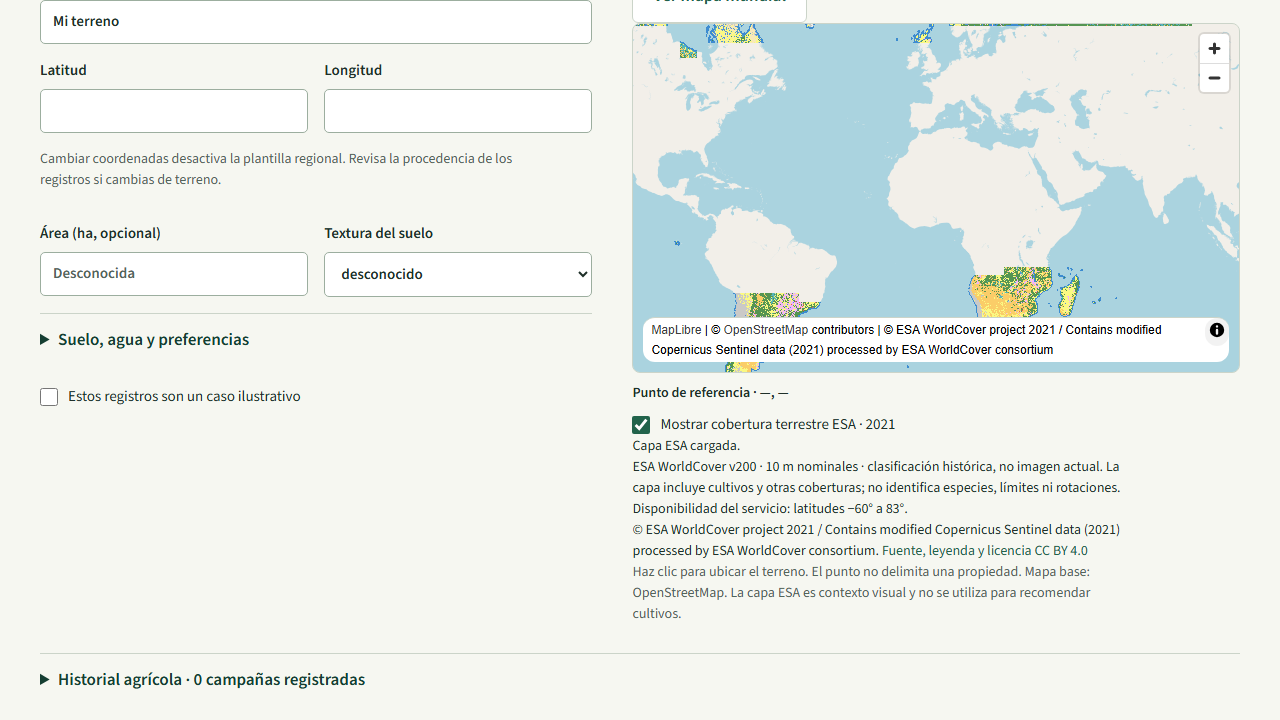 Mi terreno
Latitud
Longitud
Cambiar coordenadas desactiva la plantilla regional. Revisa la procedencia de los
registros si cambias de terreno.
Área (ha, opcional)
Textura del suelo
Desconocida
desconocido
Suelo, agua y preferencias
Estos registros son un caso ilustrativo
MapLibre | © OpenStreetMap contributors | © ESA WorldCover project 2021 / Contains modified
Copernicus Sentinel data (2021) processed by ESA WorldCover consortium
Punto de referencia · —, —
Mostrar cobertura terrestre ESA · 2021
Capa ESA cargada.
ESA WorldCover v200 · 10 m nominales · clasificación histórica, no imagen actual. La
capa incluye cultivos y otras coberturas; no identifica especies, límites ni rotaciones.
Disponibilidad del servicio: latitudes −60° a 83°.
© ESA WorldCover project 2021 / Contains modified Copernicus Sentinel data (2021)
processed by ESA WorldCover consortium. Fuente, leyenda y licencia CC BY 4.0
Haz clic para ubicar el terreno. El punto no delimita una propiedad. Mapa base:
OpenStreetMap. La capa ESA es contexto visual y no se utiliza para recomendar
cultivos.
Historial agrícola · 0 campañas registradas